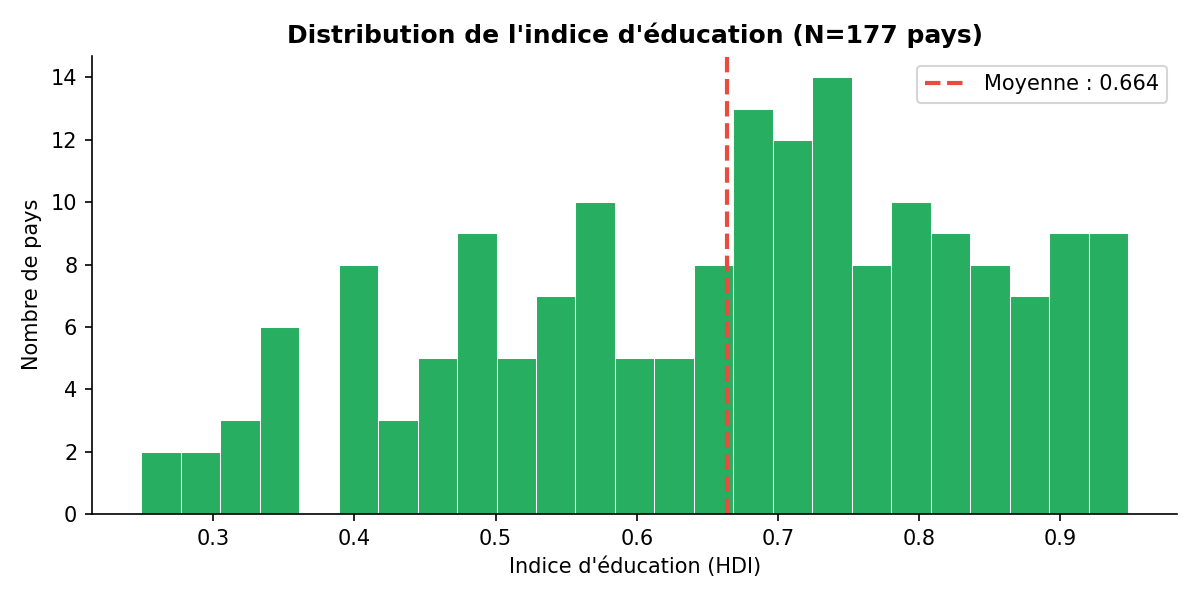 Distribution de l'indice d'éducation (N=177 pays)
Moyenne : 0.664
Nombre de pays
14
12
10
8
6
4
2
0
0.3 0.4 0.5 0.6 0.7 0.8 0.9
Indice d'éducation (HDI)